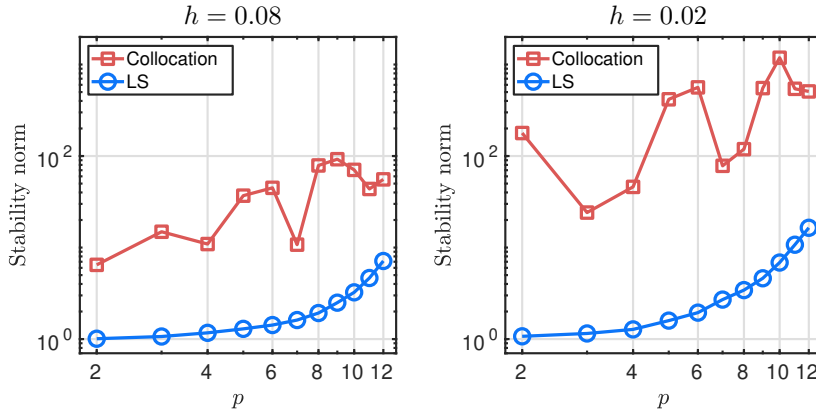 h = 0.08
Collocation
LS
Stability norm
10^2
10^0
2 4 6 8 10 12
p
h = 0.02
Collocation
LS
Stability norm
10^2
10^0
2 4 6 8 10 12
p